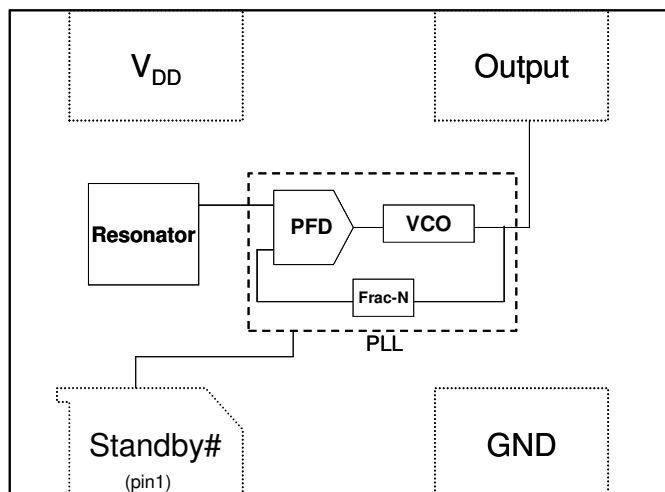 VDD
Output
Resonator
PFD
VCO
Frac-N
PLL
Standby#
(pin1)
GND